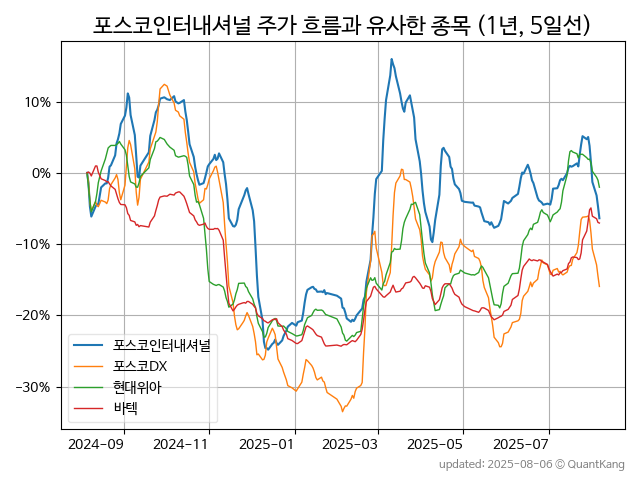 포스코인터내셔널 주가 흐름과 유사한 종목 (1년, 5일선)
10%
0%
−10%
−20%
−30%
포스코인터내셔널
포스코DX
현대위아
바텍
2024-09 2024-11 2025-01 2025-03 2025-05 2025-07
updated: 2025-08-06 © QuantKang